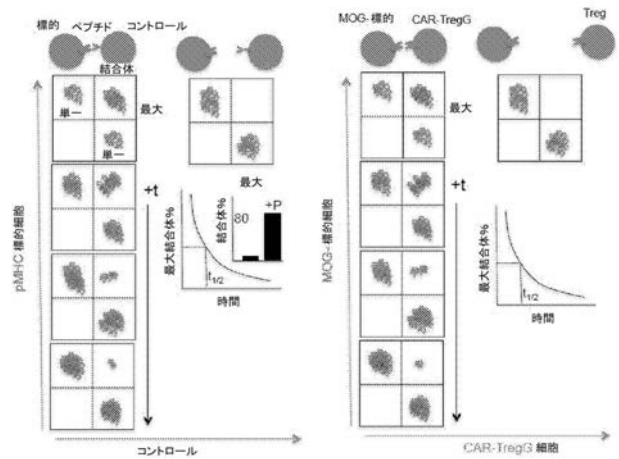 標的 ペプチド コントロール
結合体
単一
単一
最大
最大
+t
+P
80
結合体%
最大結合体%
t1/2
時間
pMHC 標的細胞
コントロール
MOG-標的 CAR-TregG
Treg
最大
+t
最大結合体%
t1/2
時間
MOG- 標的細胞
CAR-TregG 細胞